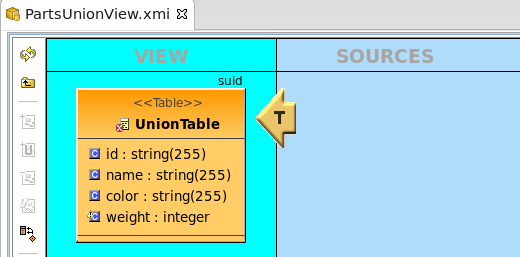 PartsUnionView.xmi
VIEW
SOURCES
suid
<<Table>>
UnionTable
T
id : string(255)
name : string(255)
color : string(255)
weight : integer